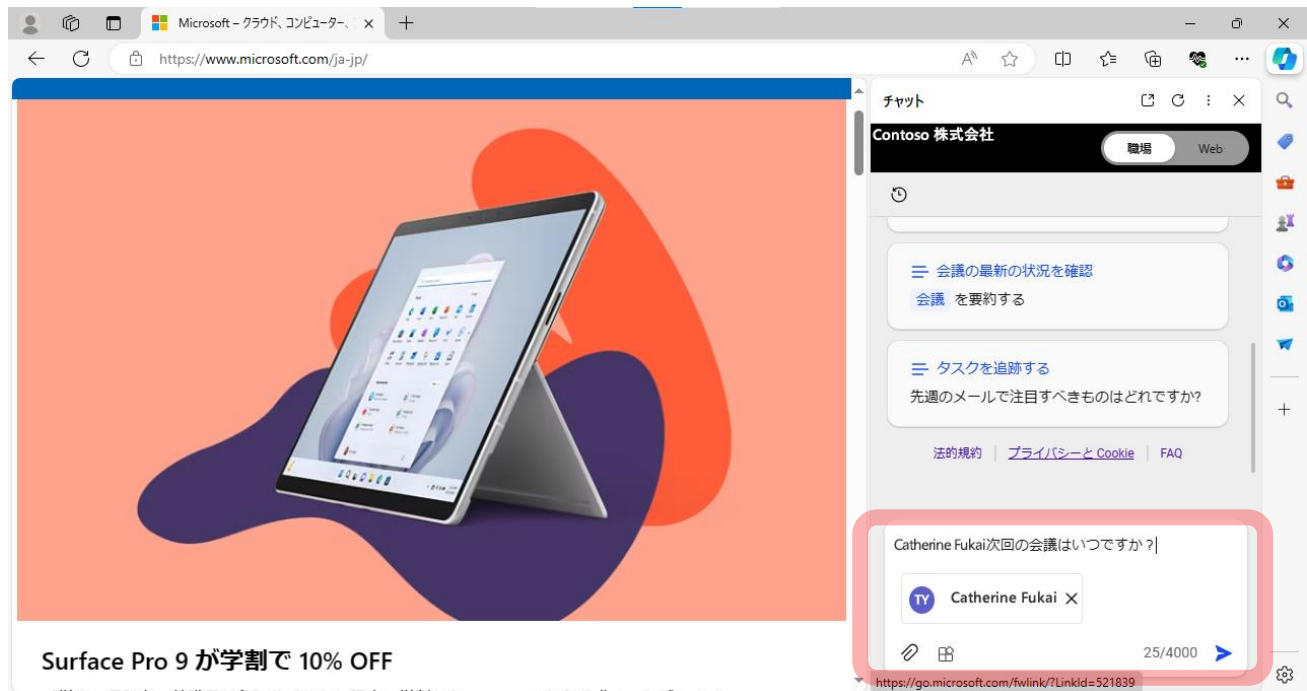 Microsoft – クラウド、コンピューター、
https://www.microsoft.com/ja-jp/
チャット
Contoso 株式会社
職場 Web
会議の最新の状況を確認
会議 を要約する
タスクを追跡する
先週のメールで注目すべきものはどれですか?
法的規約 | プライバシーと Cookie | FAQ
Catherine Fukai次回の会議はいつですか?
TY Catherine Fukai
25/4000
Surface Pro 9 が学割で 10% OFF
https://go.microsoft.com/fwlink/?LinkId=521839